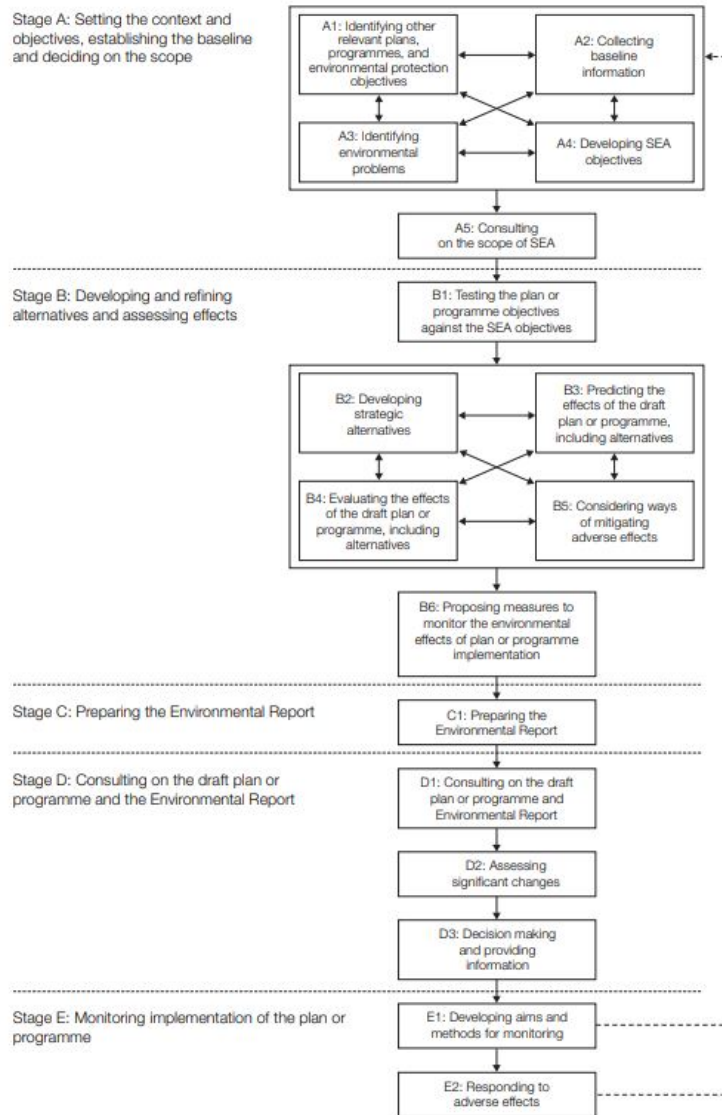 Stage A: Setting the context and
objectives, establishing the baseline
and deciding on the scope
A1: Identifying other
relevant plans,
programmes, and
environmental protection
objectives
A2: Collecting
baseline
information
A3: Identifying
environmental
problems
A4: Developing SEA
objectives
A5: Consulting
on the scope of SEA
Stage B: Developing and refining
alternatives and assessing effects
B1: Testing the plan or
programme objectives
against the SEA objectives
B2: Developing
strategic
alternatives
B3: Predicting the
effects of the draft
plan or programme,
including alternatives
B4: Evaluating the effects
of the draft plan or
programme, including
alternatives
B5: Considering ways
of mitigating
adverse effects
B6: Proposing measures to
monitor the environmental
effects of plan or programme
implementation
Stage C: Preparing the Environmental Report
C1: Preparing the
Environmental Report
Stage D: Consulting on the draft plan or
programme and the Environmental Report
D1: Consulting on the draft
plan or programme and
Environmental Report
D2: Assessing
significant changes
D3: Decision making
and providing
information
Stage E: Monitoring implementation of the plan or
programme
E1: Developing aims and
methods for monitoring
E2: Responding to
adverse effects